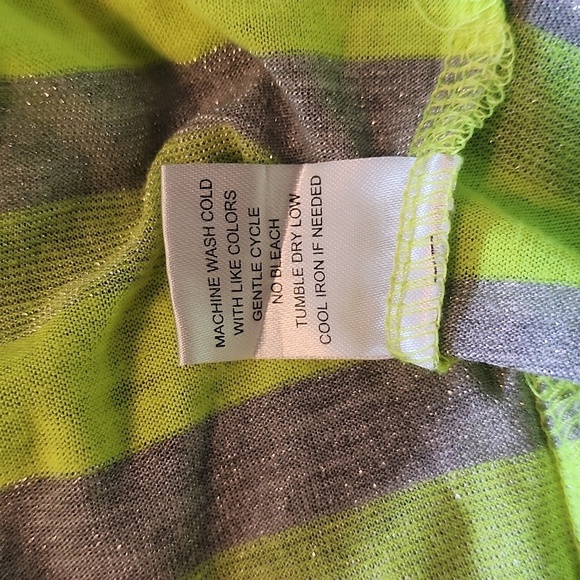 MACHINE WASH COLD
WITH LIKE COLORS
GENTLE CYCLE
NO BLEACH
TUMBLE DRY LOW
COOL IRON IF NEEDED